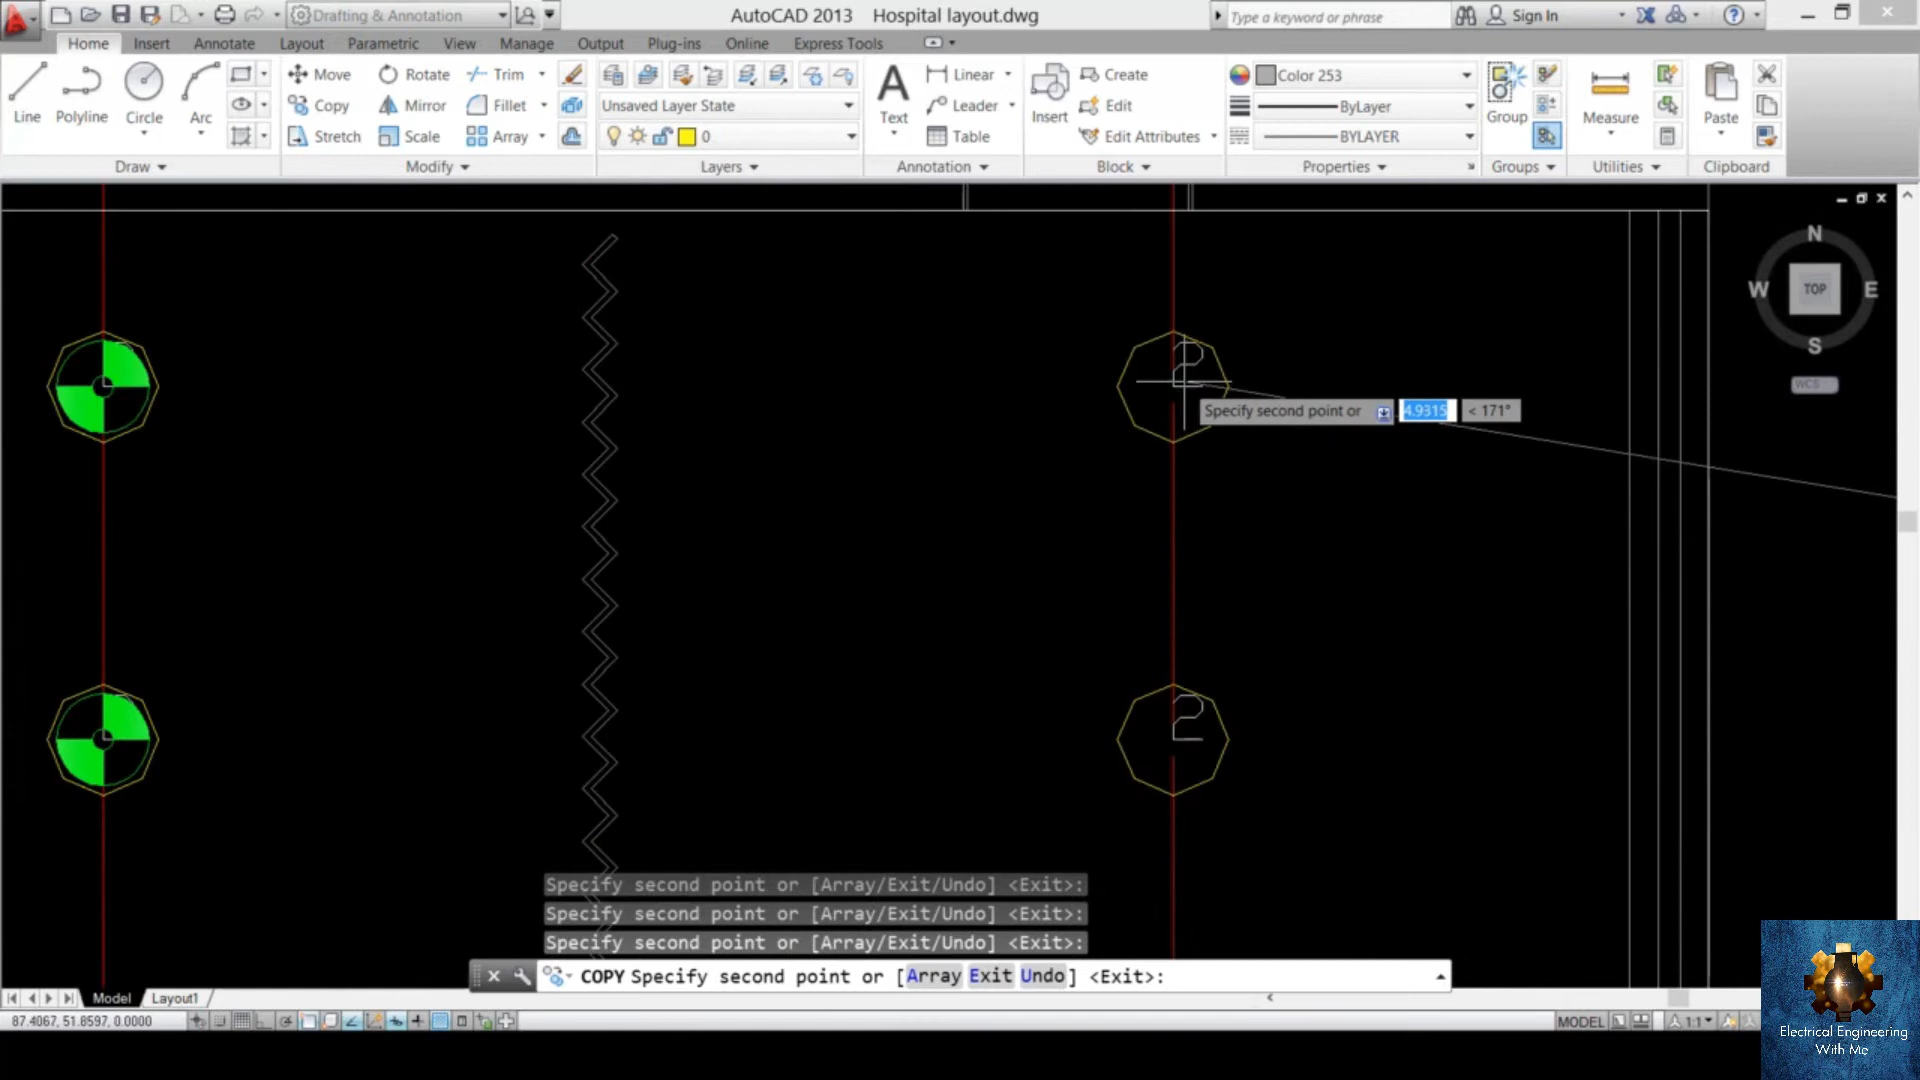 Drafting & Annotation
AutoCAD 2013 Hospital layout.dwg
Type a keyword or phrase
Sign In
Home Insert Annotate Layout Parametric View Manage Output Plug-ins Online Express Tools
Line
Polyline
Circle
Arc
Draw
Move Rotate Trim
Copy Mirror Fillet
Stretch Scale Array
Modify
Unsaved Layer State
0
Layers
Text
Linear
Leader
Table
Annotation
Insert
Create
Edit
Edit Attributes
Block
Color 253
ByLayer
BYLAYER
Properties
Group
Groups
Measure
Utilities
Paste
Clipboard
N
W TOP E
S
WCS
2
Specify second point or 4.9315 < 171°
2
Specify second point or [Array/Exit/Undo] <Exit>:
Specify second point or [Array/Exit/Undo] <Exit>:
Specify second point or [Array/Exit/Undo] <Exit>:
COPY Specify second point or [Array Exit Undo] <Exit>:
Model Layout1
87.4067, 51.8597, 0.0000
MODEL
1:1
Electrical Engineering
With Me